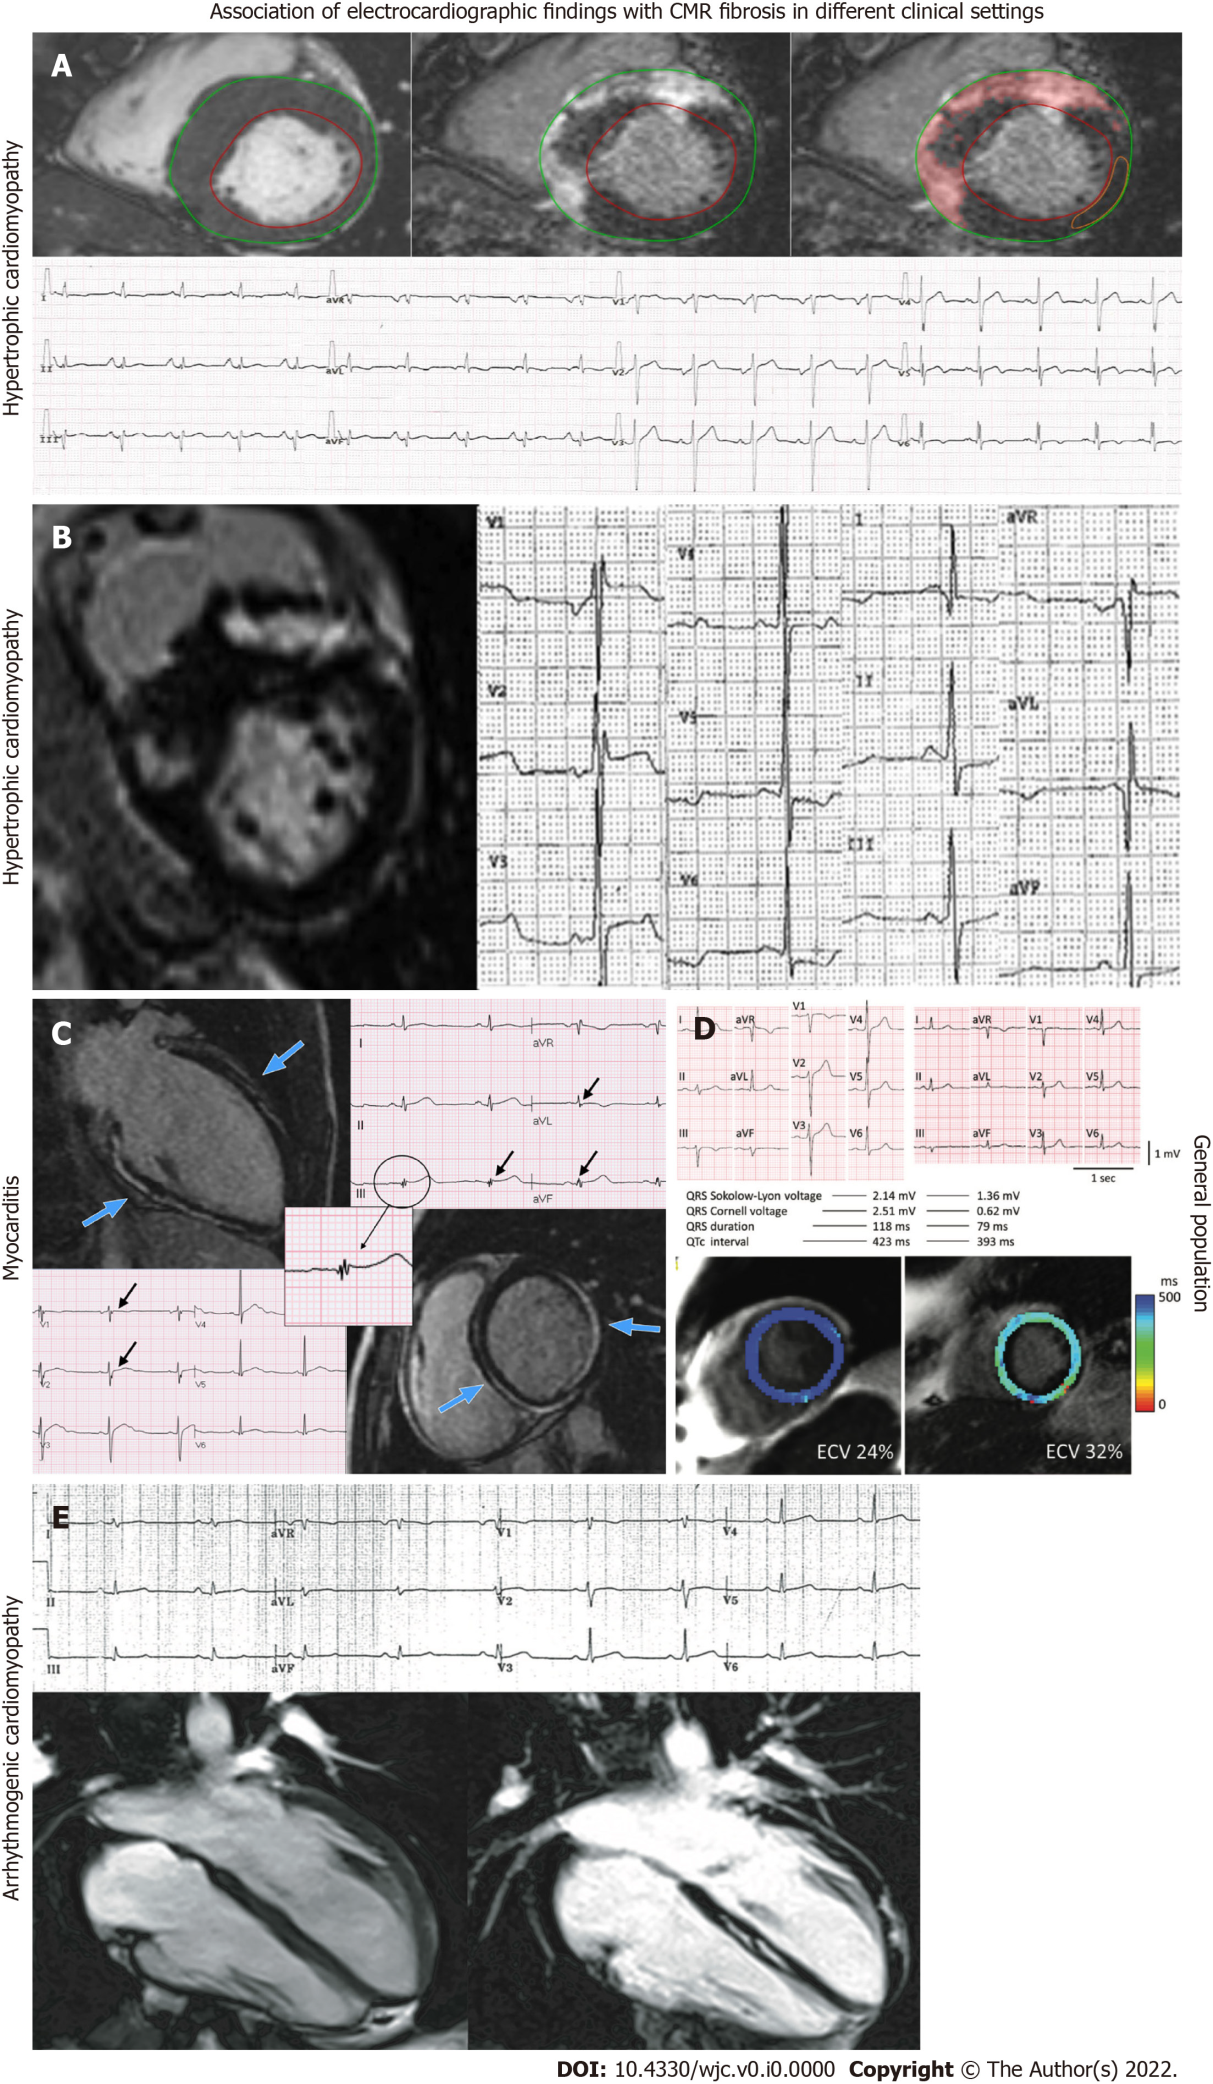 Association of electrocardiographic findings with CMR fibrosis in different clinical settings
Hypertrophic cardiomyopathy
A
I aVR V1 V4
II aVL V2 V5
III aVF V3 V6
Hypertrophic cardiomyopathy
B
V1 V4 I aVR
V2 V5 II aVL
V3 V6 III aVF
Myocarditis
C
I aVR
II aVL
III aVF
V1 V4
V2 V5
V3 V6
General population
D
I aVR V1 V4
II aVL V2 V5
III aVF V3 V6
I aVR V1 V4
II aVL V2 V5
III aVF V3 V6
1 mV
1 sec
QRS Sokolow-Lyon voltage 2.14 mV 1.36 mV
QRS Cornell voltage 2.51 mV 0.62 mV
QRS duration 118 ms 79 ms
QTc interval 423 ms 393 ms
ms
500
0
ECV 24%
ECV 32%
Arrhythmogenic cardiomyopathy
E
I aVR V1 V4
II aVL V2 V5
III aVF V3 V6
DOI: 10.4330/wjc.v0.i0.0000 Copyright © The Author(s) 2022.